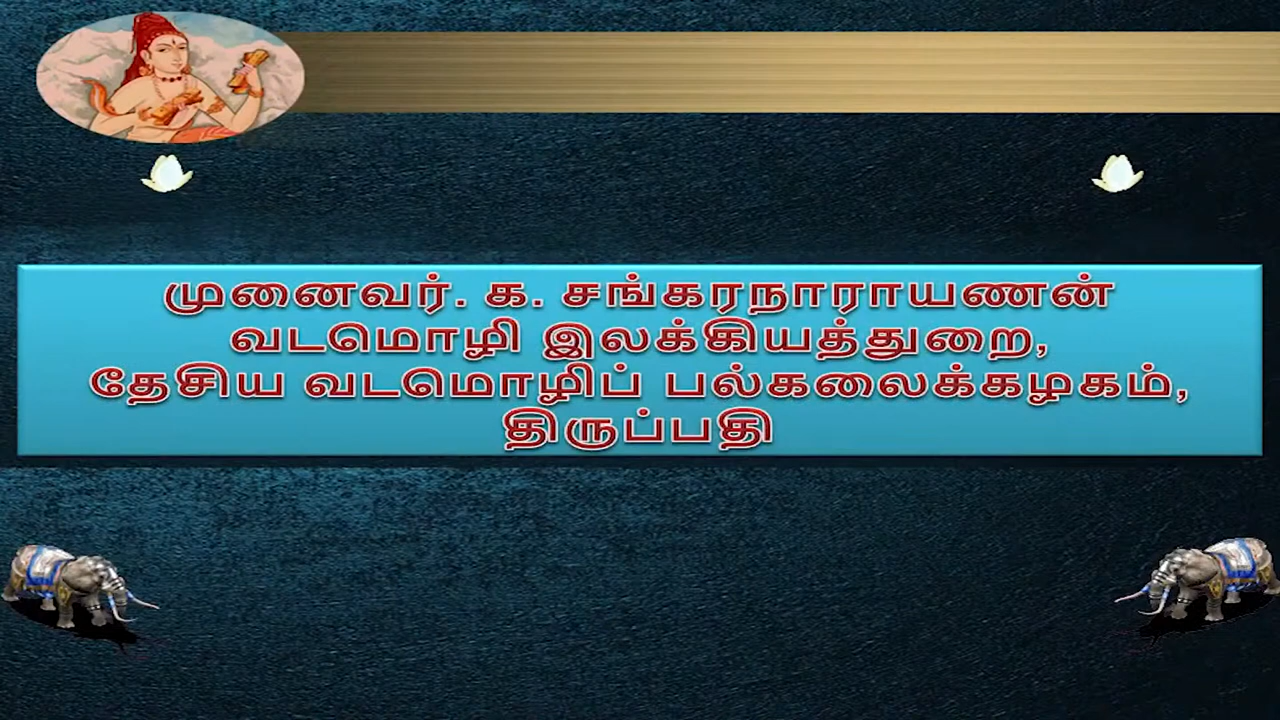 முனைவர். க. சங்கரநாராயணன்
வடமொழி இலக்கியத்துறை,
தேசிய வடமொழிப் பல்கலைக்கழகம்,
திருப்பதி